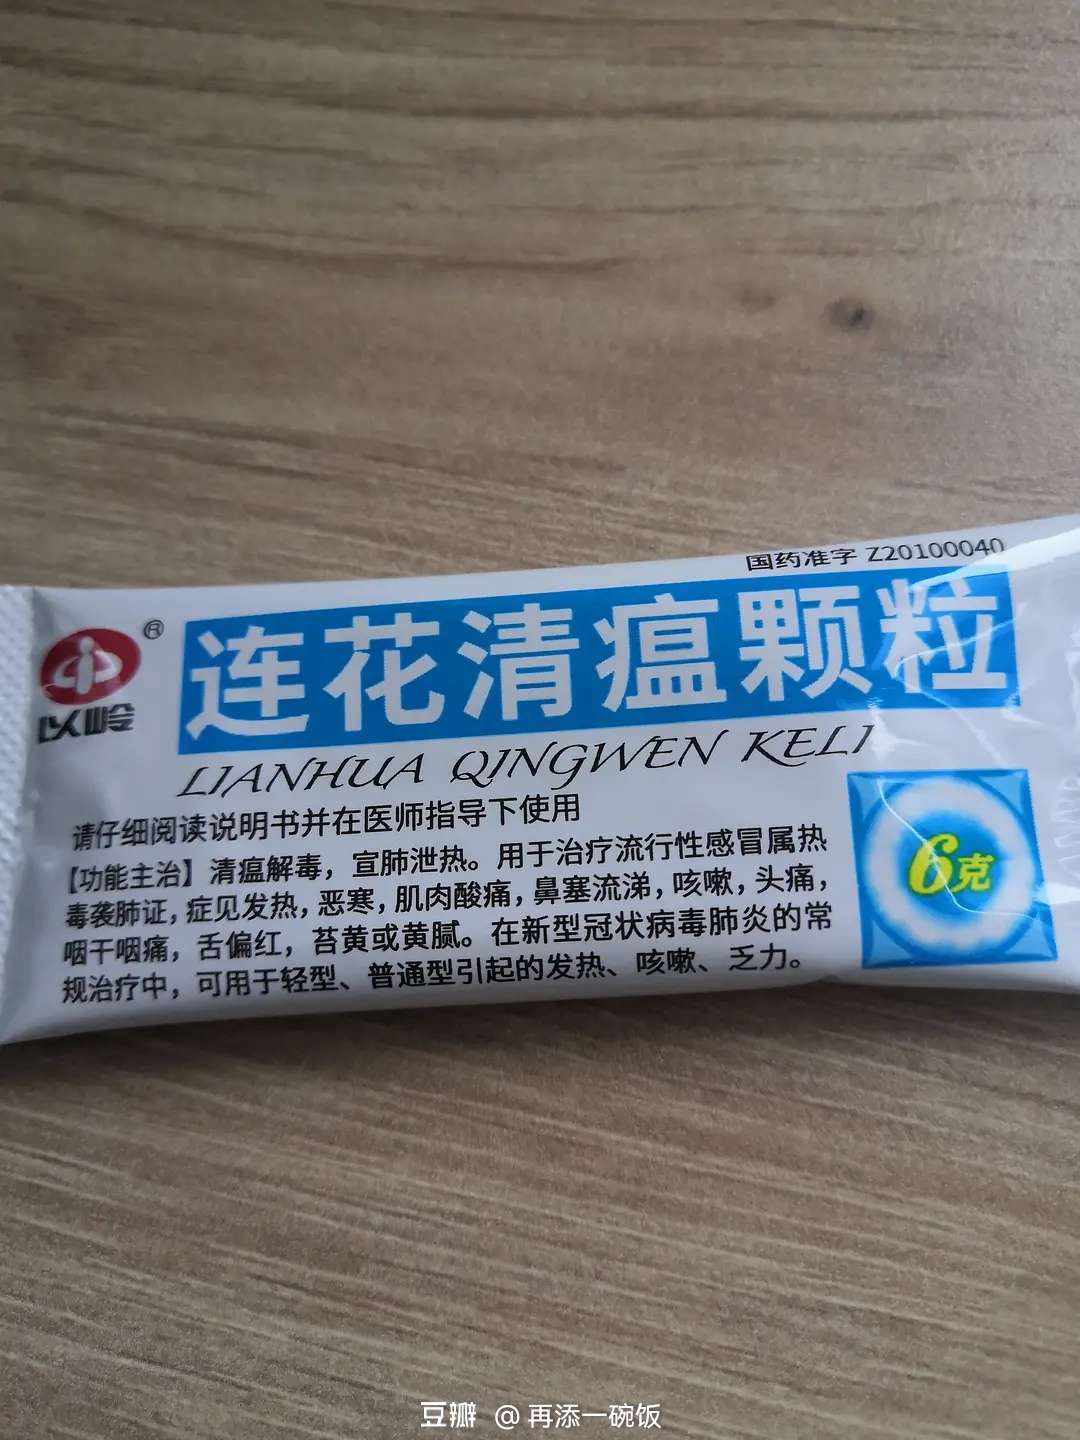 国药准字 Z20100040
®
以岭
连花清瘟颗粒
LIANHUA QINGWEN KELI
请仔细阅读说明书并在医师指导下使用
【功能主治】清瘟解毒，宣肺泄热。用于治疗流行性感冒属热
毒袭肺证，症见发热，恶寒，肌肉酸痛，鼻塞流涕，咳嗽，头痛，
咽干咽痛，舌偏红，苔黄或黄腻。在新型冠状病毒肺炎的常
规治疗中，可用于轻型、普通型引起的发热、咳嗽、乏力。
6克
豆瓣 @再添一碗饭